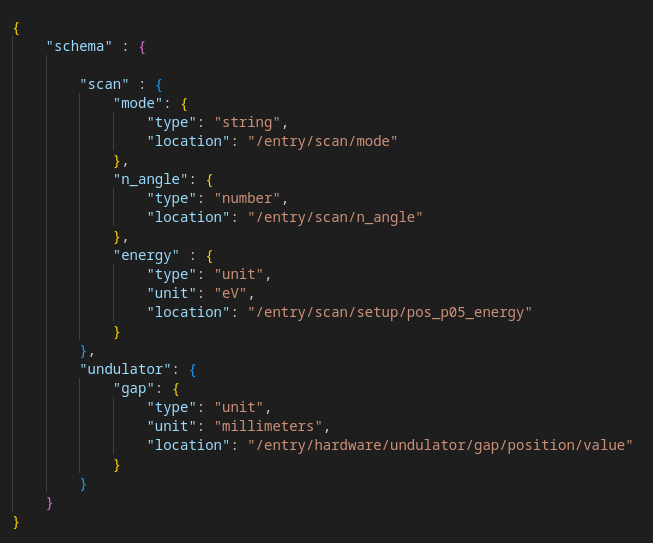 {
    "schema" : {

        "scan" : {
            "mode": {
                "type": "string",
                "location": "/entry/scan/mode"
            },
            "n_angle": {
                "type": "number",
                "location": "/entry/scan/n_angle"
            },
            "energy" : {
                "type": "unit",
                "unit": "eV",
                "location": "/entry/scan/setup/pos_p05_energy"
            }
        },
        "undulator": {
            "gap": {
                "type": "unit",
                "unit": "millimeters",
                "location": "/entry/hardware/undulator/gap/position/value"
            }
        }
    }
}